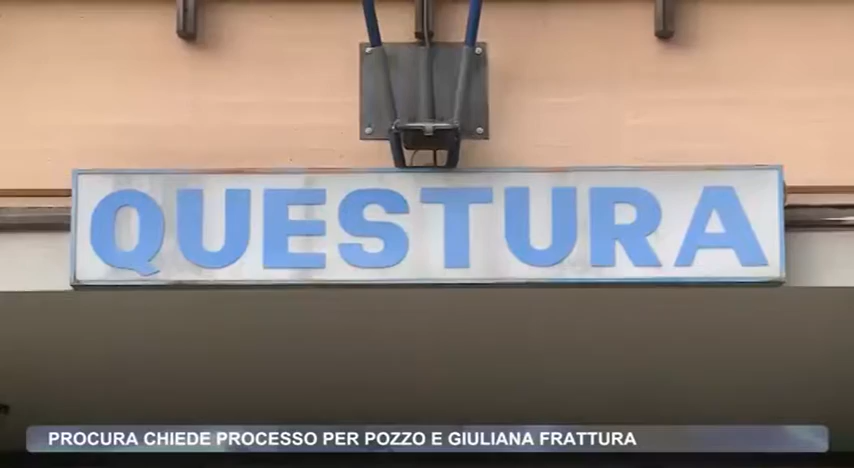 QUESTURA
PROCURA CHIEDE PROCESSO PER POZZO E GIULIANA FRATTURA